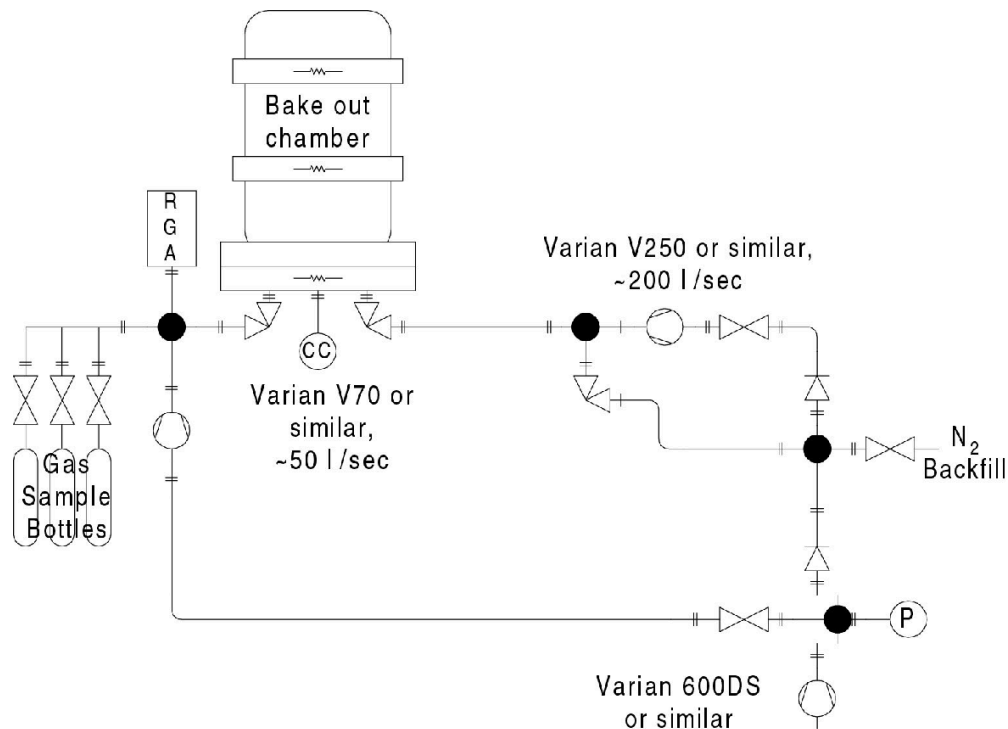 Bake out
chamber
R
G
A
Varian V250 or similar,
~200 l/sec
CC
Varian V70 or
similar,
~50 l/sec
N2
Backfill
Gas
Sample
Bottles
P
Varian 600DS
or similar